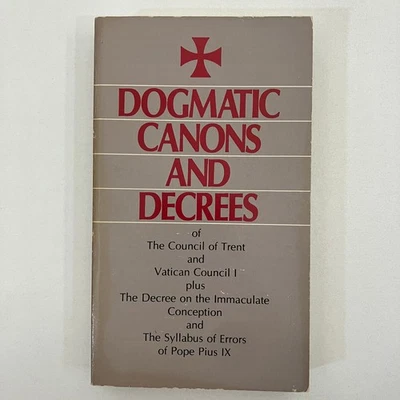 DOGMATIC
CANONS
AND
DECREES
of
The Council of Trent
and
Vatican Council I
plus
The Decree on the Immaculate
Conception
and
The Syllabus of Errors
of Pope Pius IX